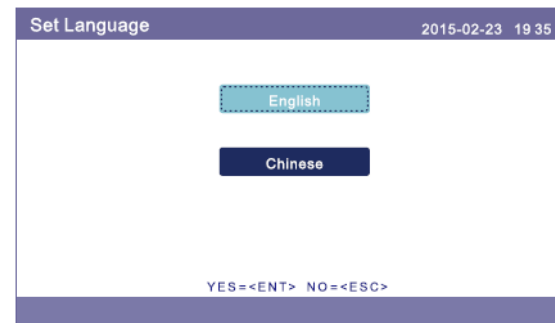 Set Language 2015-02-23 19 35
English
Chinese
YES=<ENT> NO=<ESC>